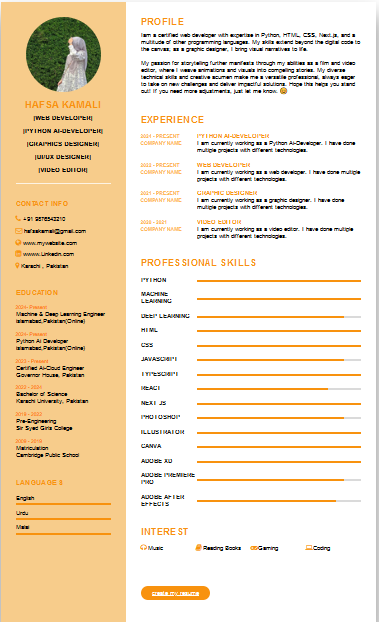 HAFSA KAMALI
[WEB DEVELOPER]
[PYTHON AI-DEVELOPER]
[GRAPHICS DESIGNER]
[UI/UX DESIGNER]
[VIDEO EDITOR]
CONTACT INFO
+91 9876543210
hafsakamali@gmail.com
www.mywebsite.com
www.Linkedin.com
Karachi , Pakistan
EDUCATION
2024- Present
Machine & Deep Learning Engineer
Islamabad,Pakistan(Online)
2024- Present
Python AI Developer
Islamabad,Pakistan(Online)
2023 - Present
Certified AI-Cloud Engineer
Governor House, Pakistan
2023 - 2024
Bachelor of Science
Karachi University, Pakistan
2019 - 2022
Pre-Engineering
Sir Syed Girls College
2009 - 2019
Matriculation
Cambridge Public School
LANGUAGES
English
Urdu
Malai
PROFILE
I am a certified web developer with expertise in Python, HTML, CSS, Next.js, and a
multitude of other programming languages. My skills extend beyond the digital code to
the canvas; as a graphic designer, I bring visual narratives to life.
My passion for storytelling further manifests through my abilities as a film and video
editor, where I weave animations and visuals into compelling stories. My diverse
technical skills and creative acumen make me a versatile professional, always eager
to take on new challenges and deliver impactful solutions. Hope this helps you stand
out! If you need more adjustments, just let me know. 😊
EXPERIENCE
2024 - PRESENT PYTHON AI-DEVELOPER
COMPANY NAME I am currently working as a Python AI-Developer. I have done
multiple projects with different technologies.
2022 - PRESENT WEB DEVELOPER
COMPANY NAME I am currently working as a web developer. I have done
multiple projects with different technologies.
2021 - PRESENT GRAPHIC DESIGNER
COMPANY NAME I am currently working as a graphic designer. I have done
multiple projects with different technologies.
2020 - 2021 VIDEO EDITOR
COMPANY NAME I am currently working as a video editor. I have done
multiple projects with different technologies.
PROFESSIONAL SKILLS
PYTHON
MACHINE
LEARNING
DEEP LEARNING
HTML
CSS
JAVASCRIPT
TYPESCRIPT
REACT
NEXT JS
PHOTOSHOP
ILLUSTRATOR
CANVA
ADOBE XD
ADOBE PREMIERE
PRO
ADOBE AFTER
EFFECTS
INTEREST
Music Reading Books Gaming Coding